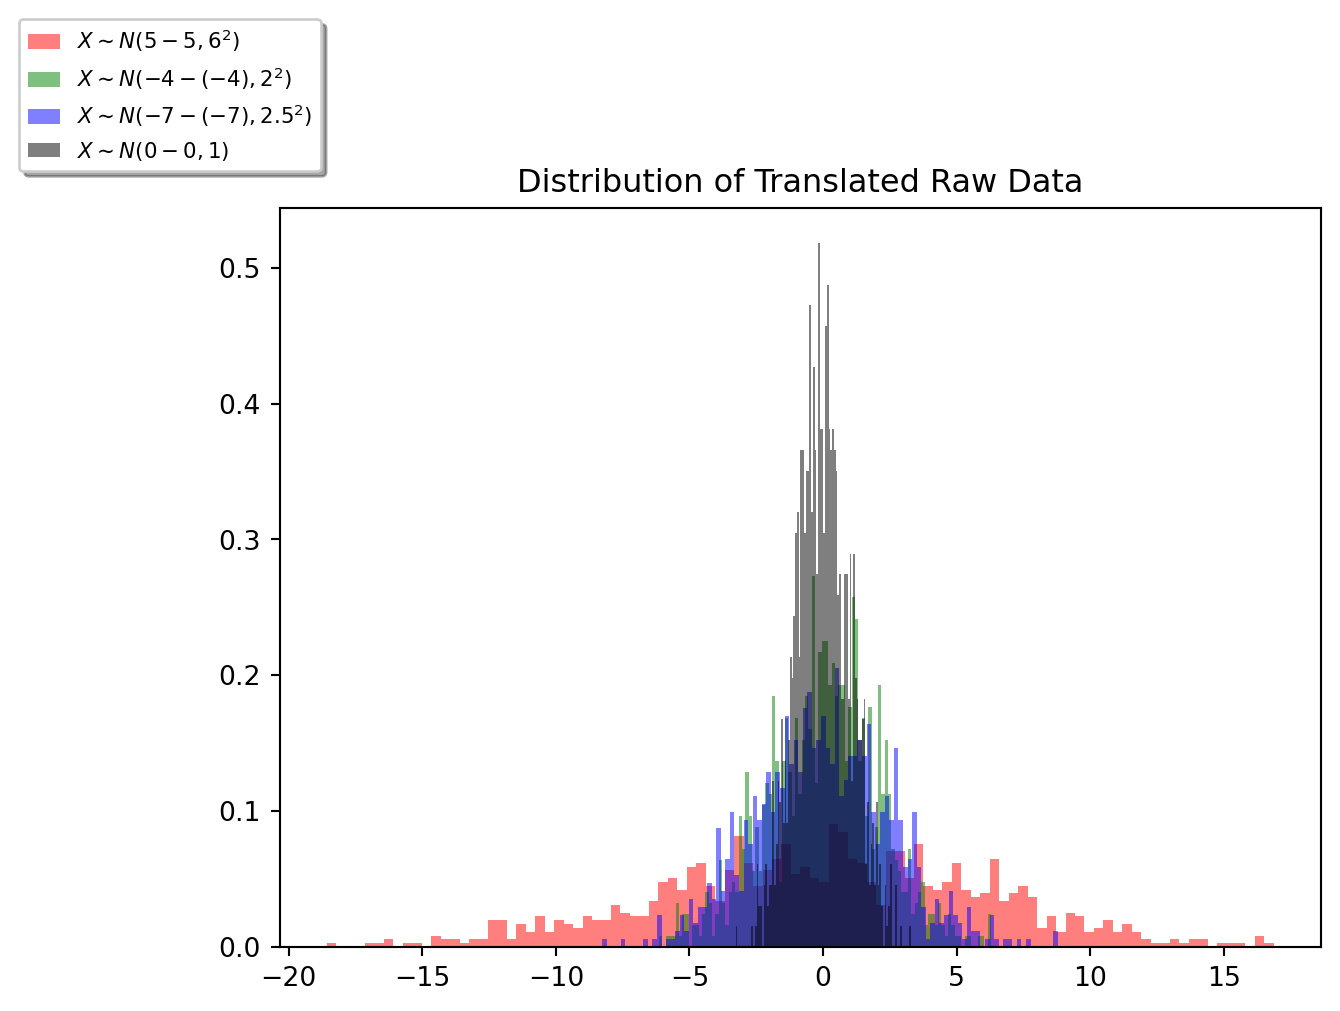 X ~ N(5 − 5, 6²)
X ~ N(−4 − (−4), 2²)
X ~ N(−7 − (−7), 2.5²)
X ~ N(0 − 0, 1)
Distribution of Translated Raw Data
0.5
0.4
0.3
0.2
0.1
0.0
−20 −15 −10 −5 0 5 10 15